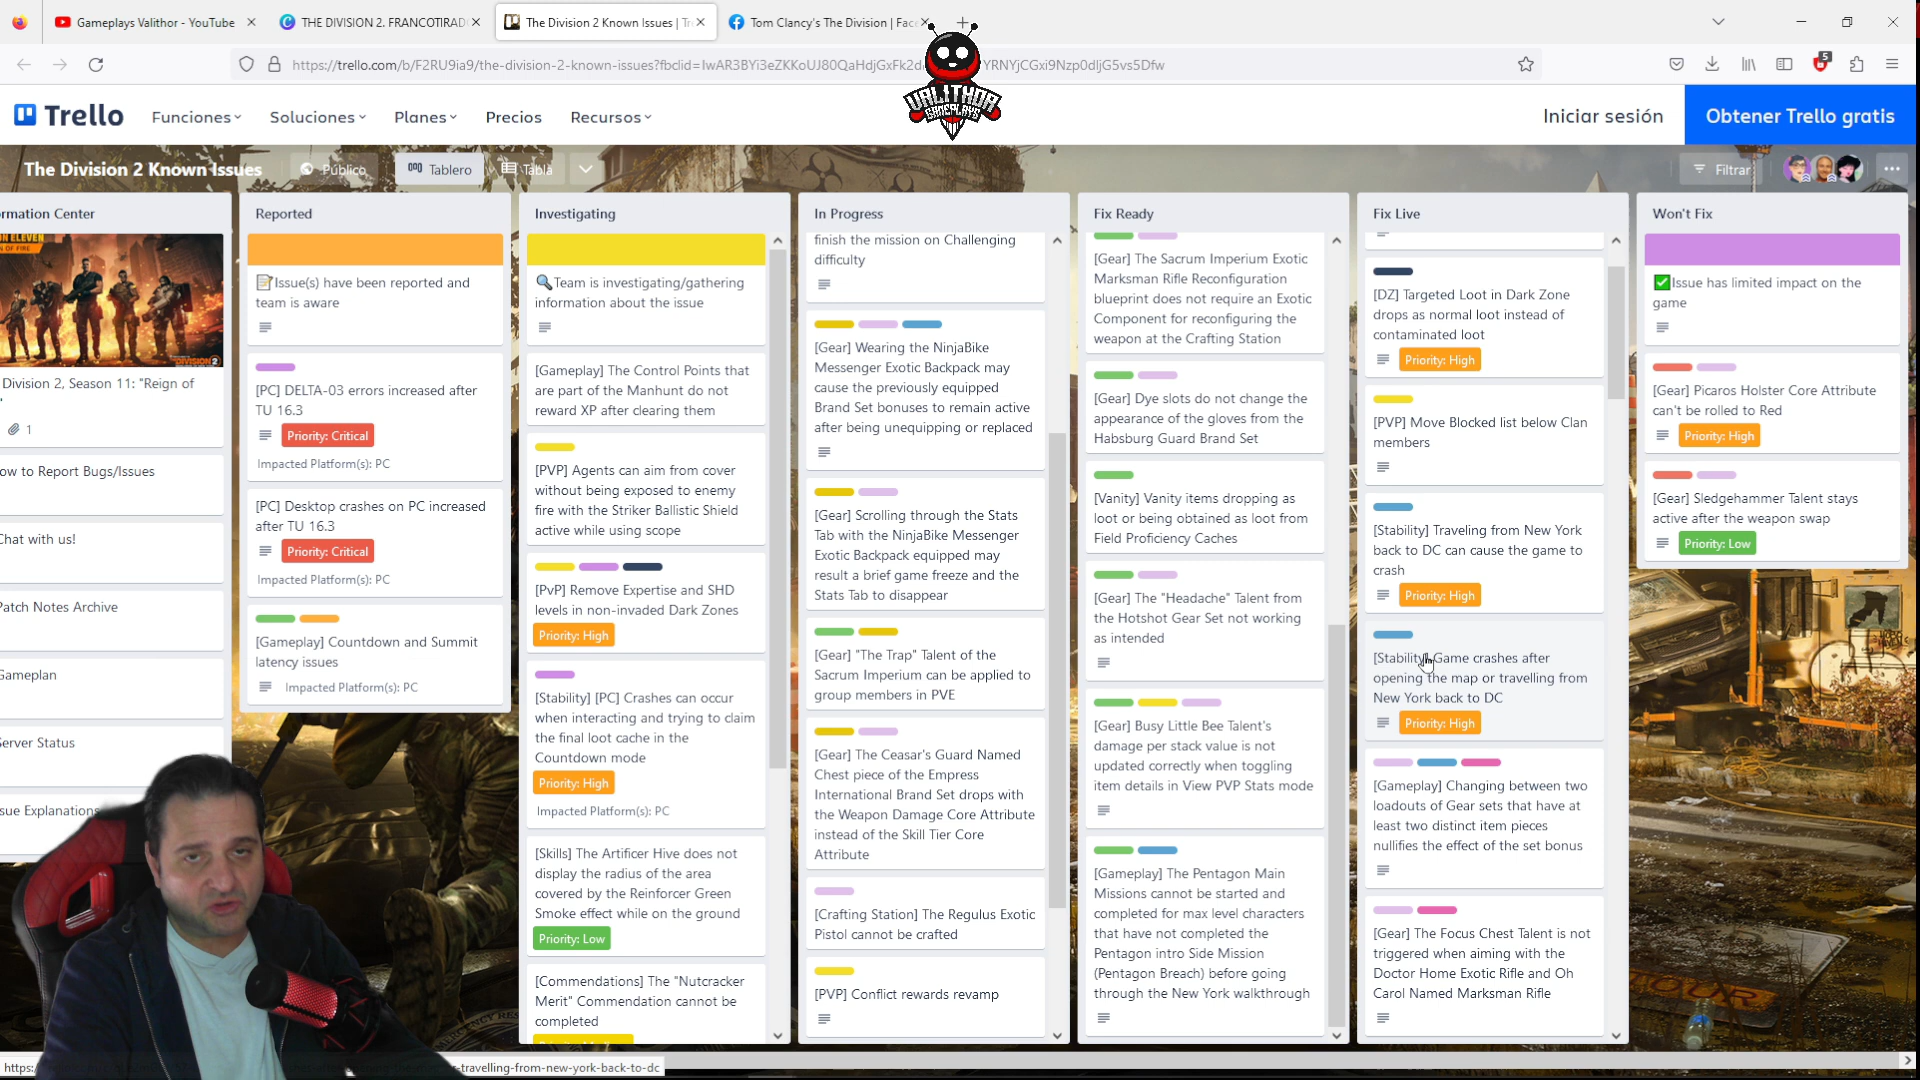 Gameplays Valithor - YouTube
THE DIVISION 2. FRANCOTIRAD
The Division 2 Known Issues | Tr
Tom Clancy's The Division | Fac
https://trello.com/b/F2RU9ia9/the-division-2-known-issues?fbclid=IwAR3BYi3eZKKoUJ80QaHdjGxFk2d
YRNYjCGxi9Nzp0dljG5vs5Dfw
5
VALITHOR
GAMEPLAYS
Trello
Funciones
Soluciones
Planes
Precios
Recursos
Iniciar sesión
Obtener Trello gratis
The Division 2 Known Issues
Público
Tablero
Tabla
Filtrar
rmation Center
ON ELEVEN
N OF FIRE
DIVISION 2
Division 2, Season 11: "Reign of
"
1
ow to Report Bugs/Issues
Chat with us!
Patch Notes Archive
Gameplan
Server Status
sue Explanations
Reported
Issue(s) have been reported and
team is aware
[PC] DELTA-03 errors increased after
TU 16.3
Priority: Critical
Impacted Platform(s): PC
[PC] Desktop crashes on PC increased
after TU 16.3
Priority: Critical
Impacted Platform(s): PC
[Gameplay] Countdown and Summit
latency issues
Impacted Platform(s): PC
Investigating
Team is investigating/gathering
information about the issue
[Gameplay] The Control Points that
are part of the Manhunt do not
reward XP after clearing them
[PVP] Agents can aim from cover
without being exposed to enemy
fire with the Striker Ballistic Shield
active while using scope
[PvP] Remove Expertise and SHD
levels in non-invaded Dark Zones
Priority: High
[Stability] [PC] Crashes can occur
when interacting and trying to claim
the final loot cache in the
Countdown mode
Priority: High
Impacted Platform(s): PC
[Skills] The Artificer Hive does not
display the radius of the area
covered by the Reinforcer Green
Smoke effect while on the ground
Priority: Low
[Commendations] The "Nutcracker
Merit" Commendation cannot be
completed
In Progress
finish the mission on Challenging
difficulty
[Gear] Wearing the NinjaBike
Messenger Exotic Backpack may
cause the previously equipped
Brand Set bonuses to remain active
after being unequipping or replaced
[Gear] Scrolling through the Stats
Tab with the NinjaBike Messenger
Exotic Backpack equipped may
result a brief game freeze and the
Stats Tab to disappear
[Gear] "The Trap" Talent of the
Sacrum Imperium can be applied to
group members in PVE
[Gear] The Ceasar's Guard Named
Chest piece of the Empress
International Brand Set drops with
the Weapon Damage Core Attribute
instead of the Skill Tier Core
Attribute
[Crafting Station] The Regulus Exotic
Pistol cannot be crafted
[PVP] Conflict rewards revamp
Fix Ready
[Gear] The Sacrum Imperium Exotic
Marksman Rifle Reconfiguration
blueprint does not require an Exotic
Component for reconfiguring the
weapon at the Crafting Station
[Gear] Dye slots do not change the
appearance of the gloves from the
Habsburg Guard Brand Set
[Vanity] Vanity items dropping as
loot or being obtained as loot from
Field Proficiency Caches
[Gear] The "Headache" Talent from
the Hotshot Gear Set not working
as intended
[Gear] Busy Little Bee Talent's
damage per stack value is not
updated correctly when toggling
item details in View PVP Stats mode
[Gameplay] The Pentagon Main
Missions cannot be started and
completed for max level characters
that have not completed the
Pentagon intro Side Mission
(Pentagon Breach) before going
through the New York walkthrough
Fix Live
[DZ] Targeted Loot in Dark Zone
drops as normal loot instead of
contaminated loot
Priority: High
[PVP] Move Blocked list below Clan
members
[Stability] Traveling from New York
back to DC can cause the game to
crash
Priority: High
[Stability] Game crashes after
opening the map or travelling from
New York back to DC
Priority: High
[Gameplay] Changing between two
loadouts of Gear sets that have at
least two distinct item pieces
nullifies the effect of the set bonus
[Gear] The Focus Chest Talent is not
triggered when aiming with the
Doctor Home Exotic Rifle and Oh
Carol Named Marksman Rifle
Won't Fix
Issue has limited impact on the
game
[Gear] Picaros Holster Core Attribute
can't be rolled to Red
Priority: High
[Gear] Sledgehammer Talent stays
active after the weapon swap
Priority: Low
https:
-travelling-from-new-york-back-to-dc